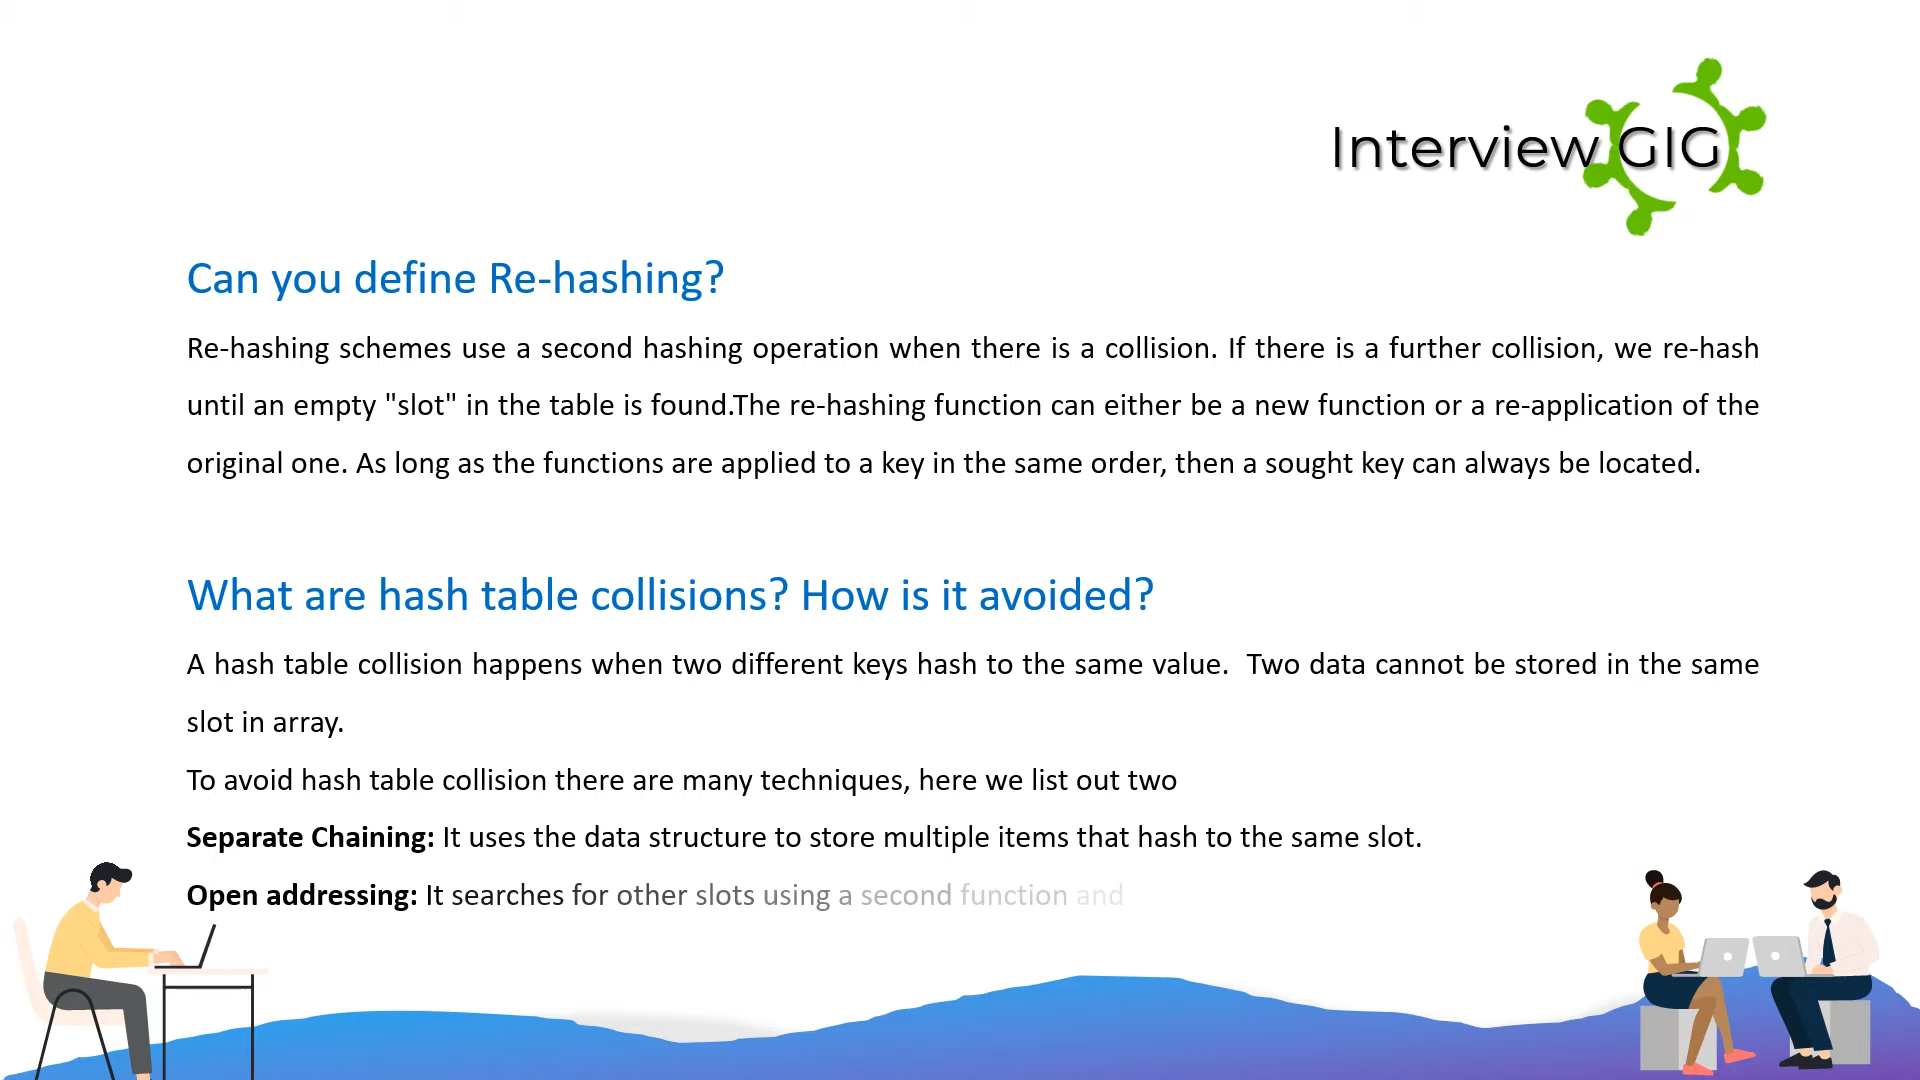 Interview GIG
Can you define Re-hashing?
Re-hashing schemes use a second hashing operation when there is a collision. If there is a further collision, we re-hash
until an empty "slot" in the table is found.The re-hashing function can either be a new function or a re-application of the
original one. As long as the functions are applied to a key in the same order, then a sought key can always be located.
What are hash table collisions? How is it avoided?
A hash table collision happens when two different keys hash to the same value.  Two data cannot be stored in the same
slot in array.
To avoid hash table collision there are many techniques, here we list out two
Separate Chaining: It uses the data structure to store multiple items that hash to the same slot.
Open addressing: It searches for other slots using a second function and